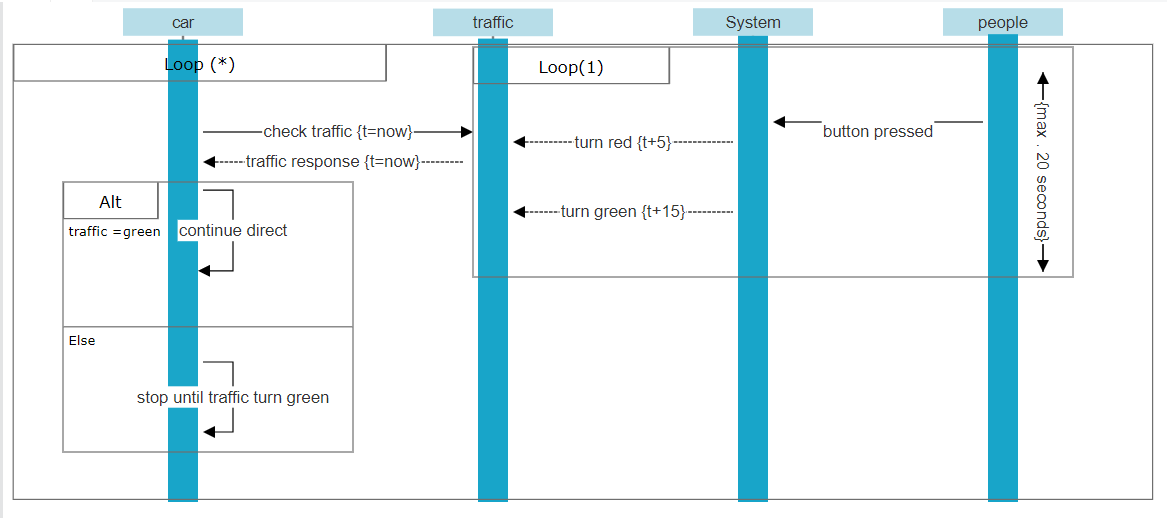 car
traffic
System
people
Loop (*)
Loop(1)
check traffic {t=now}
button pressed
turn red {t+5}
traffic response {t=now}
{max . 20 seconds}
Alt
turn green {t+15}
traffic =green
continue direct
Else
stop until traffic turn green